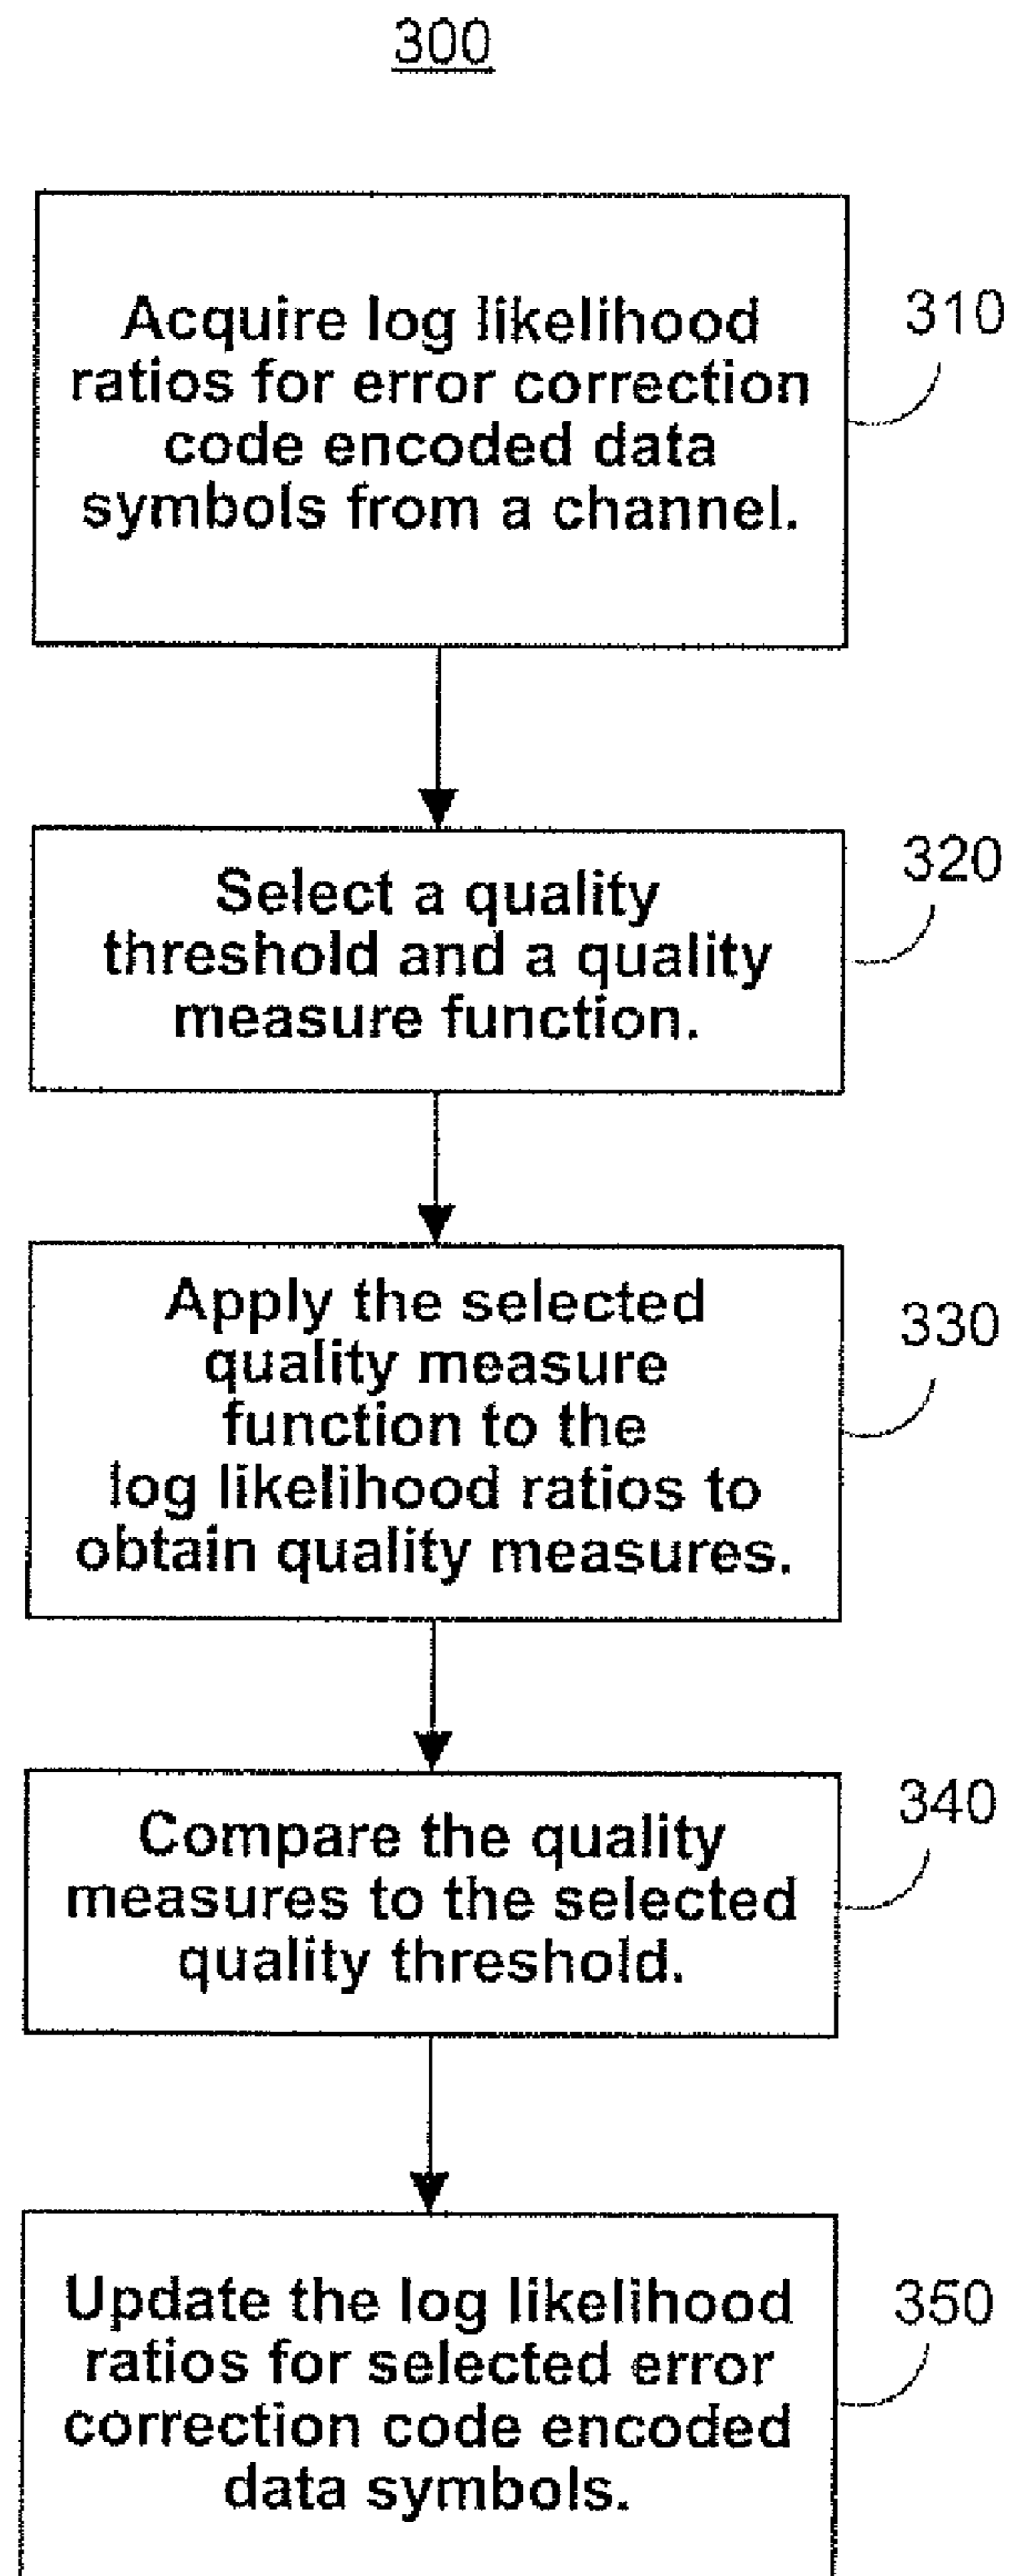 300
Acquire log likelihood
ratios for error correction
code encoded data
symbols from a channel.
310
Select a quality
threshold and a quality
measure function.
320
Apply the selected
quality measure
function to the
log likelihood ratios to
obtain quality measures.
330
Compare the quality
measures to the selected
quality threshold.
340
Update the log likelihood
ratios for selected error
correction code encoded
data symbols.
350